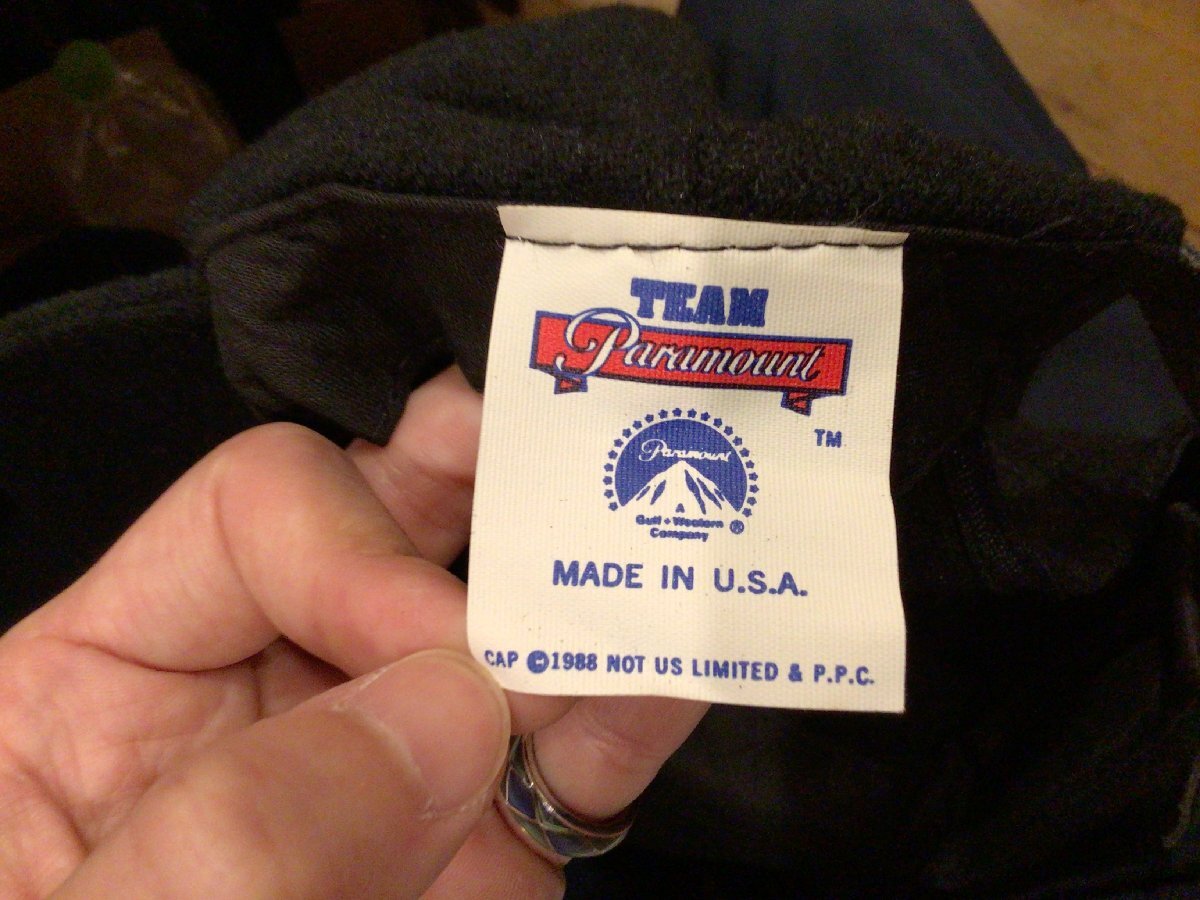 TEAM
Paramount
TM
Paramount
A
Gulf + Western
Company ®
MADE IN U.S.A.
CAP ©1988 NOT US LIMITED & P.P.C.